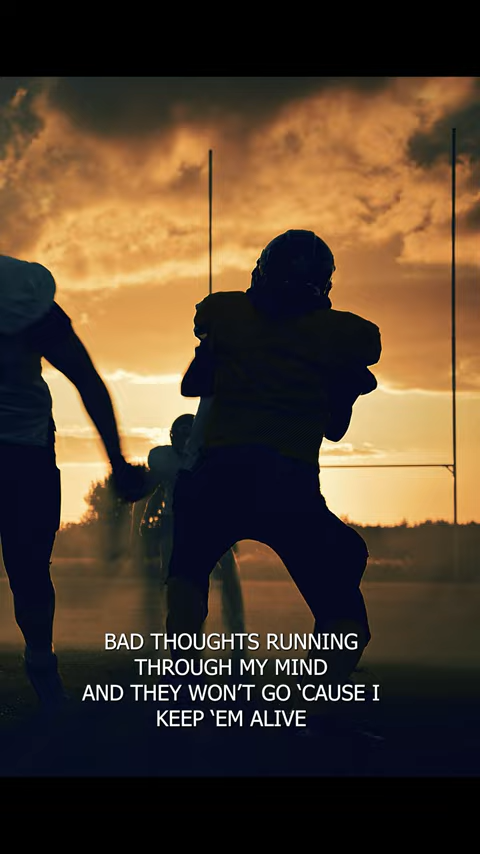 BAD THOUGHTS RUNNING
THROUGH MY MIND
AND THEY WON'T GO ‘CAUSE I
KEEP ‘EM ALIVE